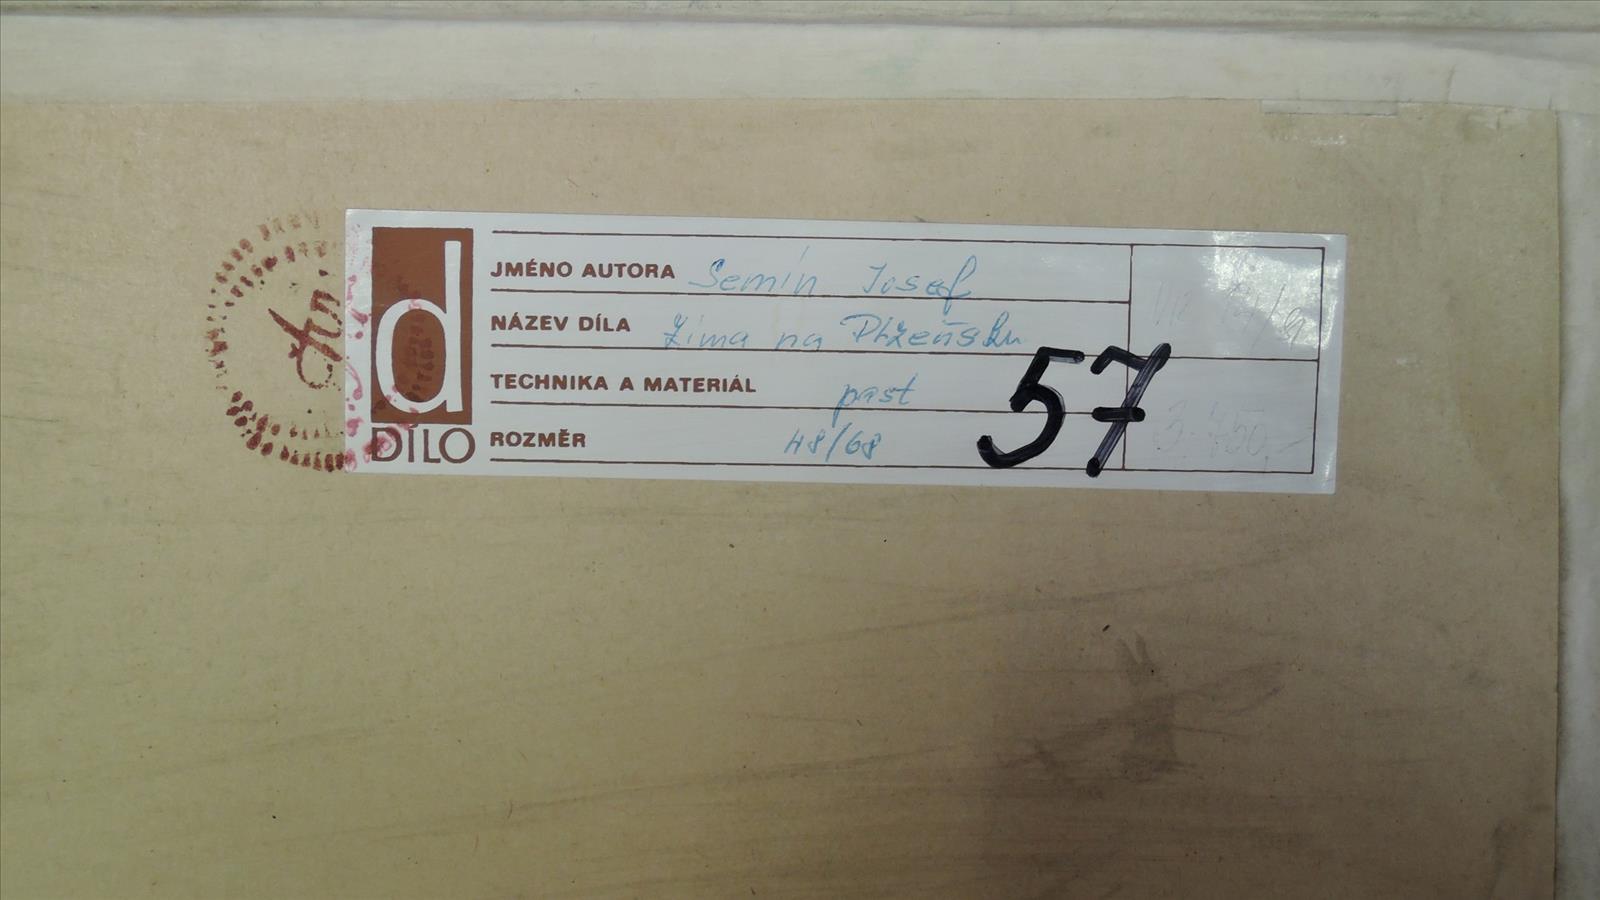 d
DÍLO
JMÉNO AUTORA Semín Josef
NÁZEV DÍLA Zima na Plzeňsku
TECHNIKA A MATERIÁL past
ROZMĚR 48/68
57